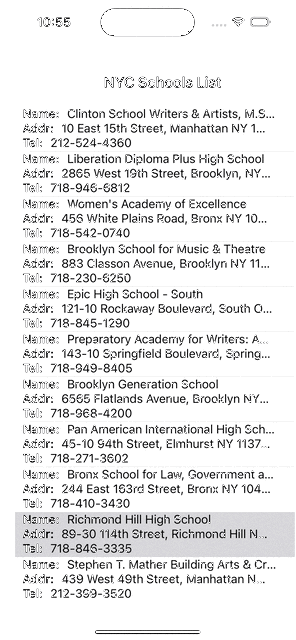 10:55
NYC Schools List
Name: Clinton School Writers & Artists, M.S...
Addr: 10 East 15th Street, Manhattan NY 1...
Tel: 212-524-4360
Name: Liberation Diploma Plus High School
Addr: 2865 West 19th Street, Brooklyn, NY...
Tel: 718-946-6812
Name: Women's Academy of Excellence
Addr: 456 White Plains Road, Bronx NY 10...
Tel: 718-542-0740
Name: Brooklyn School for Music & Theatre
Addr: 883 Classon Avenue, Brooklyn NY 11...
Tel: 718-230-6250
Name: Epic High School - South
Addr: 121-10 Rockaway Boulevard, South O...
Tel: 718-845-1290
Name: Preparatory Academy for Writers: A...
Addr: 143-10 Springfield Boulevard, Spring...
Tel: 718-949-8405
Name: Brooklyn Generation School
Addr: 6565 Flatlands Avenue, Brooklyn NY...
Tel: 718-968-4200
Name: Pan American International High Sch...
Addr: 45-10 94th Street, Elmhurst NY 1137...
Tel: 718-271-3602
Name: Bronx School for Law, Government a...
Addr: 244 East 163rd Street, Bronx NY 104...
Tel: 718-410-3430
Name: Richmond Hill High School
Addr: 89-30 114th Street, Richmond Hill N...
Tel: 718-846-3335
Name: Stephen T. Mather Building Arts & Cr...
Addr: 439 West 49th Street, Manhattan N...
Tel: 212-399-3520